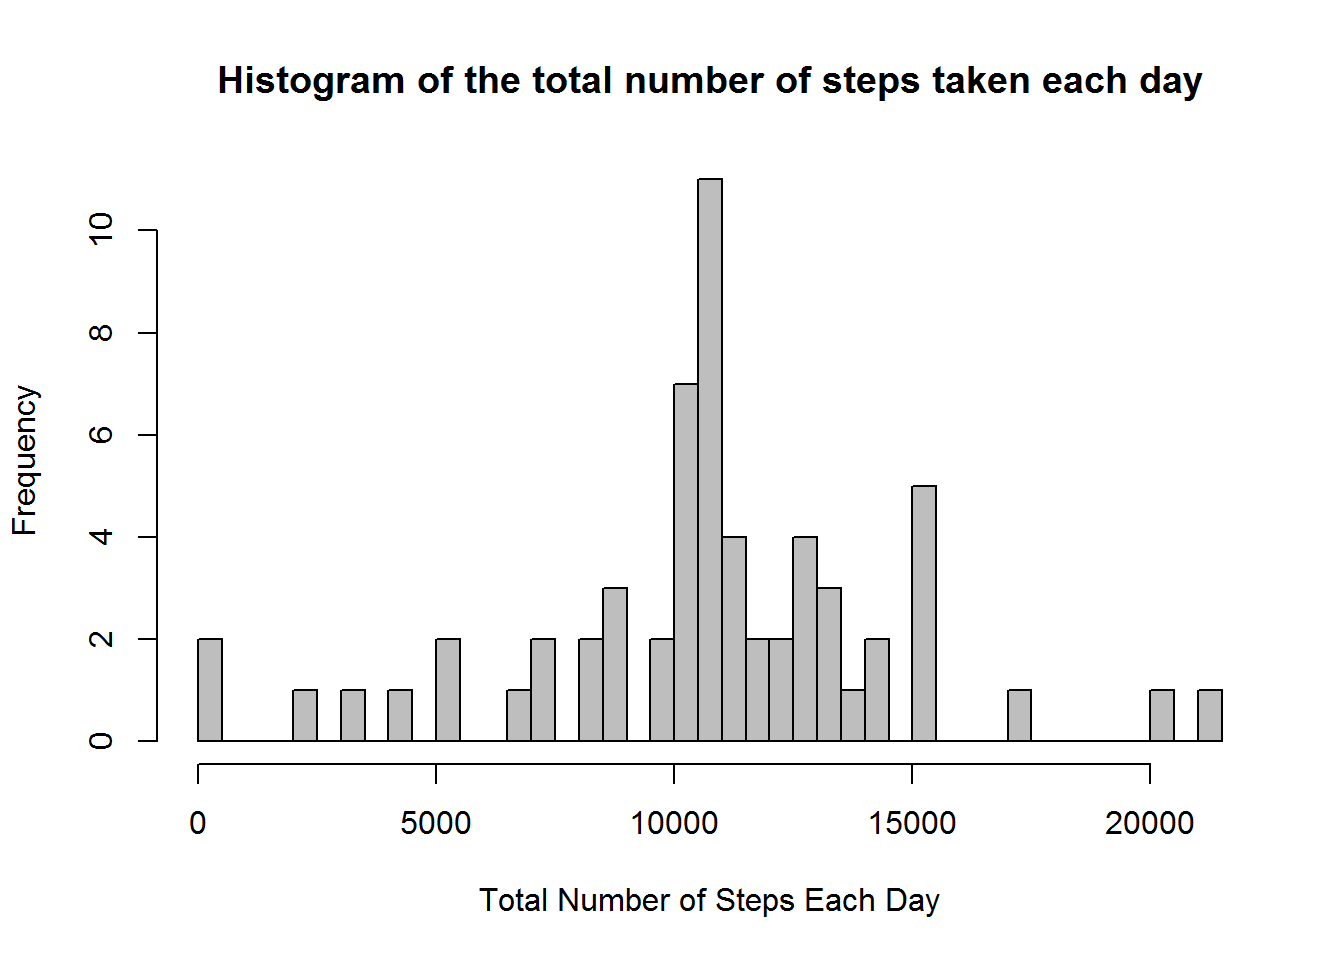 Histogram of the total number of steps taken each day
Frequency
10
8
6
4
2
0
0 5000 10000 15000 20000
Total Number of Steps Each Day